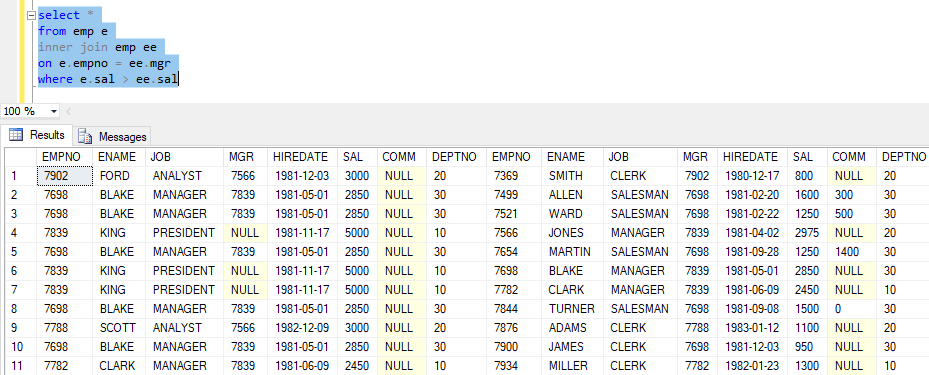 select *
from emp e
inner join emp ee
on e.empno = ee.mgr
where e.sal > ee.sal
100 %
Results Messages
EMPNO ENAME JOB MGR HIREDATE SAL COMM DEPTNO EMPNO ENAME JOB MGR HIREDATE SAL COMM DEPTNO
1 7902 FORD ANALYST 7566 1981-12-03 3000 NULL 20 7369 SMITH CLERK 7902 1980-12-17 800 NULL 20
2 7698 BLAKE MANAGER 7839 1981-05-01 2850 NULL 30 7499 ALLEN SALESMAN 7698 1981-02-20 1600 300 30
3 7698 BLAKE MANAGER 7839 1981-05-01 2850 NULL 30 7521 WARD SALESMAN 7698 1981-02-22 1250 500 30
4 7839 KING PRESIDENT NULL 1981-11-17 5000 NULL 10 7566 JONES MANAGER 7839 1981-04-02 2975 NULL 20
5 7698 BLAKE MANAGER 7839 1981-05-01 2850 NULL 30 7654 MARTIN SALESMAN 7698 1981-09-28 1250 1400 30
6 7839 KING PRESIDENT NULL 1981-11-17 5000 NULL 10 7698 BLAKE MANAGER 7839 1981-05-01 2850 NULL 30
7 7839 KING PRESIDENT NULL 1981-11-17 5000 NULL 10 7782 CLARK MANAGER 7839 1981-06-09 2450 NULL 10
8 7698 BLAKE MANAGER 7839 1981-05-01 2850 NULL 30 7844 TURNER SALESMAN 7698 1981-09-08 1500 0 30
9 7788 SCOTT ANALYST 7566 1982-12-09 3000 NULL 20 7876 ADAMS CLERK 7788 1983-01-12 1100 NULL 20
10 7698 BLAKE MANAGER 7839 1981-05-01 2850 NULL 30 7900 JAMES CLERK 7698 1981-12-03 950 NULL 30
11 7782 CLARK MANAGER 7839 1981-06-09 2450 NULL 10 7934 MILLER CLERK 7782 1982-01-23 1300 NULL 10